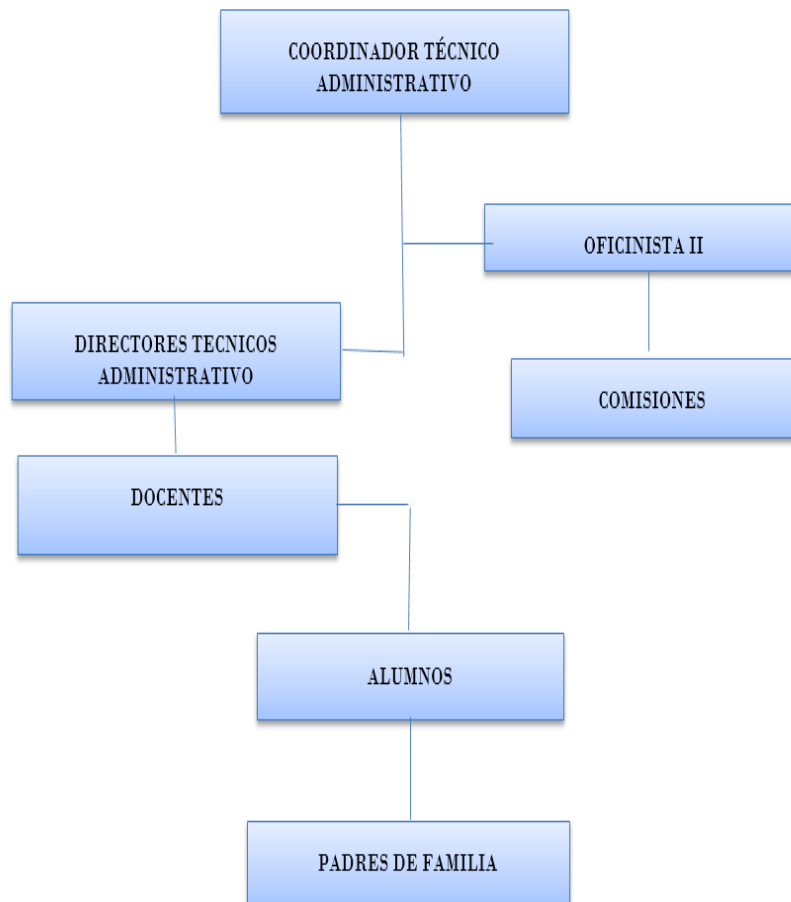 COORDINADOR TÉCNICO
ADMINISTRATIVO
OFICINISTA II
DIRECTORES TECNICOS
ADMINISTRATIVO
COMISIONES
DOCENTES
ALUMNOS
PADRES DE FAMILIA